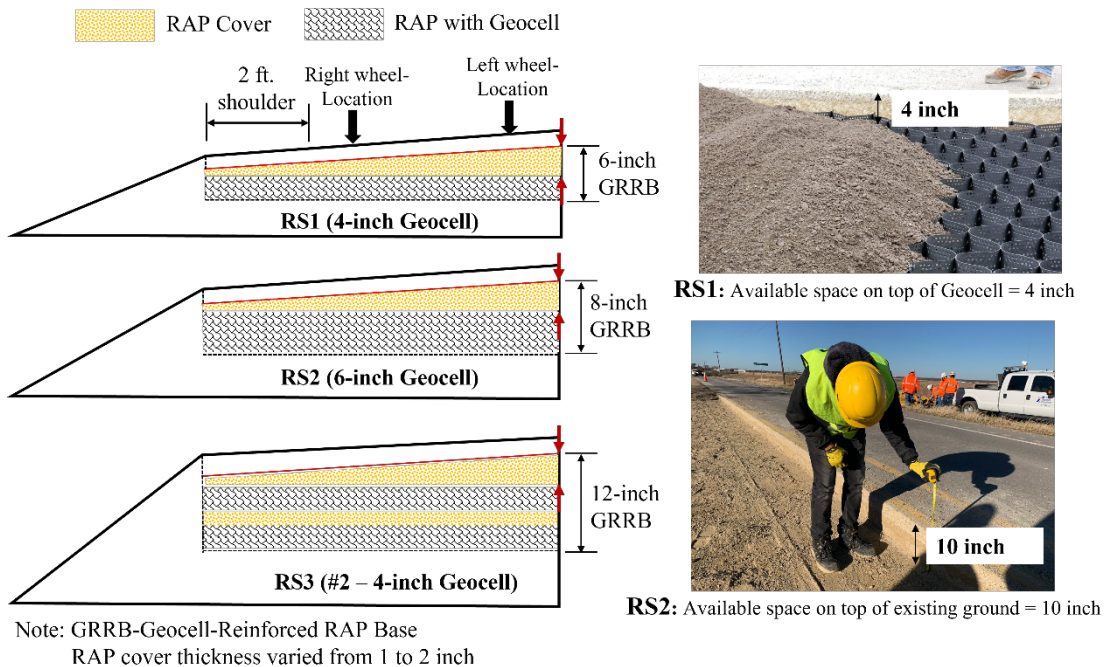 RAP Cover
RAP with Geocell
2 ft.
shoulder
Right wheel-
Location
Left wheel-
Location
6-inch
GRRB
RS1 (4-inch Geocell)
8-inch
GRRB
RS2 (6-inch Geocell)
12-inch
GRRB
RS3 (#2 – 4-inch Geocell)
Note: GRRB-Geocell-Reinforced RAP Base
RAP cover thickness varied from 1 to 2 inch
4 inch
RS1: Available space on top of Geocell = 4 inch
10 inch
RS2: Available space on top of existing ground = 10 inch